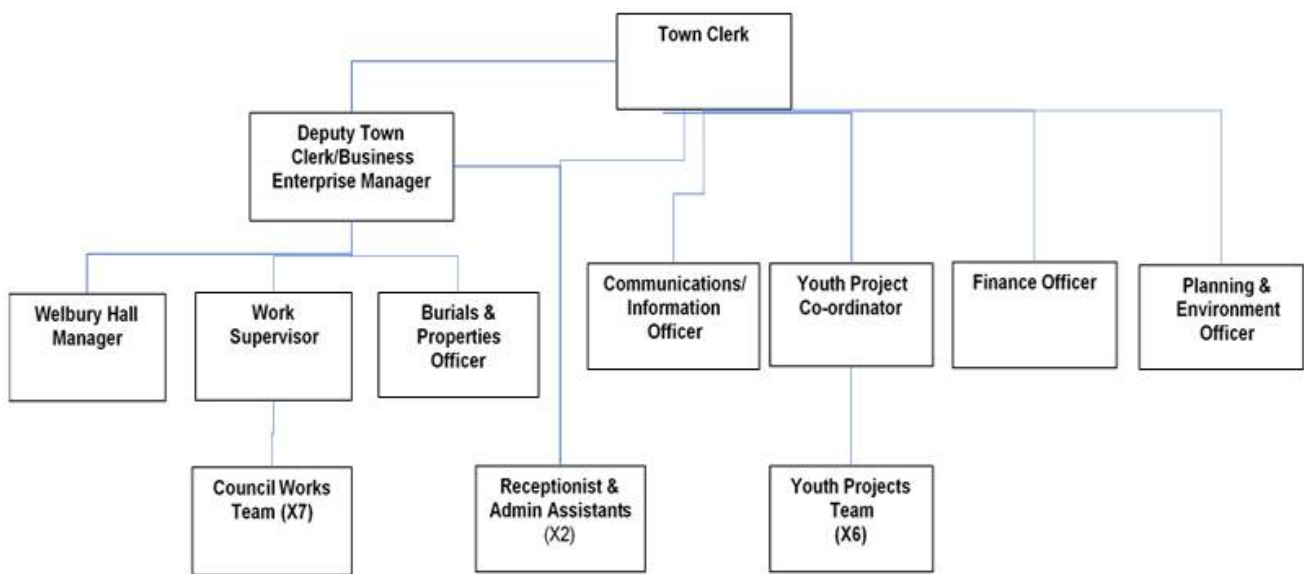 Town Clerk
Deputy Town
Clerk/Business
Enterprise Manager
Welbury Hall
Manager
Work
Supervisor
Burials &
Properties
Officer
Communications/
Information
Officer
Youth Project
Co-ordinator
Finance Officer
Planning &
Environment
Officer
Council Works
Team (X7)
Receptionist &
Admin Assistants
(X2)
Youth Projects
Team
(X6)